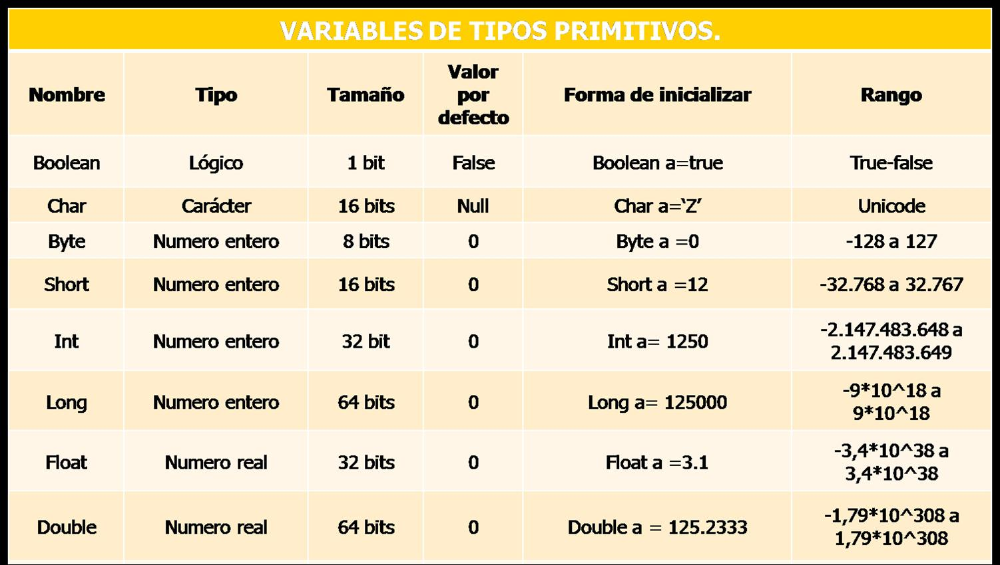 VARIABLES DE TIPOS PRIMITIVOS.
Nombre Tipo Tamaño Valor por defecto Forma de inicializar Rango
Boolean Lógico 1 bit False Boolean a=true True-false
Char Carácter 16 bits Null Char a=‘Z’ Unicode
Byte Numero entero 8 bits 0 Byte a =0 -128 a 127
Short Numero entero 16 bits 0 Short a =12 -32.768 a 32.767
Int Numero entero 32 bit 0 Int a= 1250 -2.147.483.648 a 2.147.483.649
Long Numero entero 64 bits 0 Long a= 125000 -9*10^18 a 9*10^18
Float Numero real 32 bits 0 Float a =3.1 -3,4*10^38 a 3,4*10^38
Double Numero real 64 bits 0 Double a = 125.2333 -1,79*10^308 a 1,79*10^308